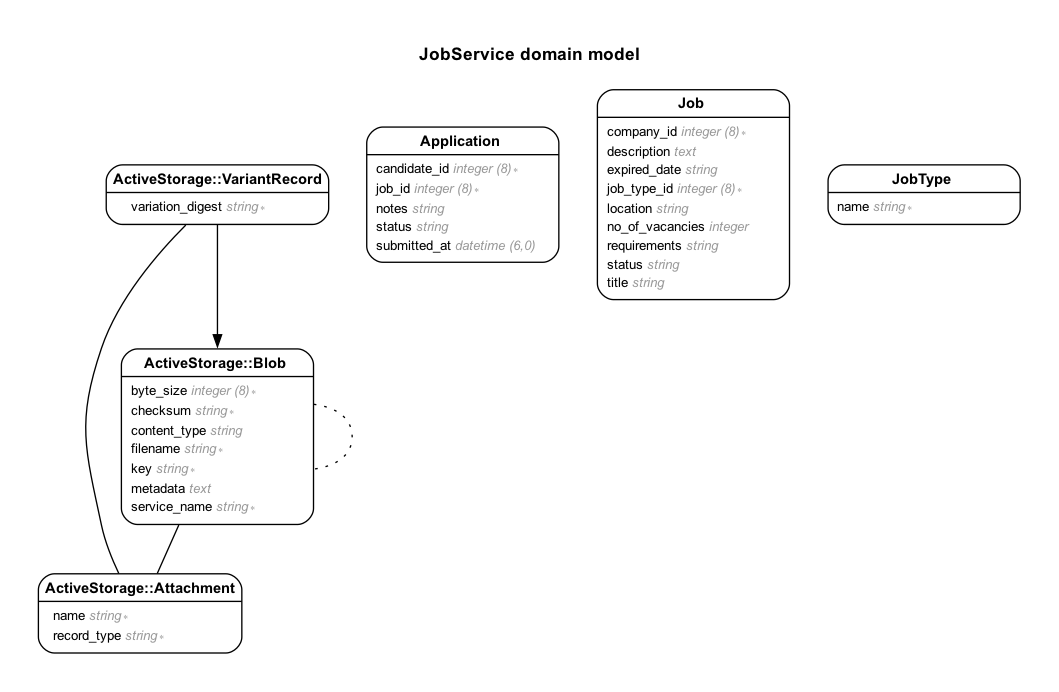 JobService domain model
ActiveStorage::VariantRecord
variation_digest string *
Application
candidate_id integer (8) *
job_id integer (8) *
notes string
status string
submitted_at datetime (6,0)
Job
company_id integer (8) *
description text
expired_date string
job_type_id integer (8) *
location string
no_of_vacancies integer
requirements string
status string
title string
JobType
name string *
ActiveStorage::Blob
byte_size integer (8) *
checksum string *
content_type string
filename string *
key string *
metadata text
service_name string *
ActiveStorage::Attachment
name string *
record_type string *